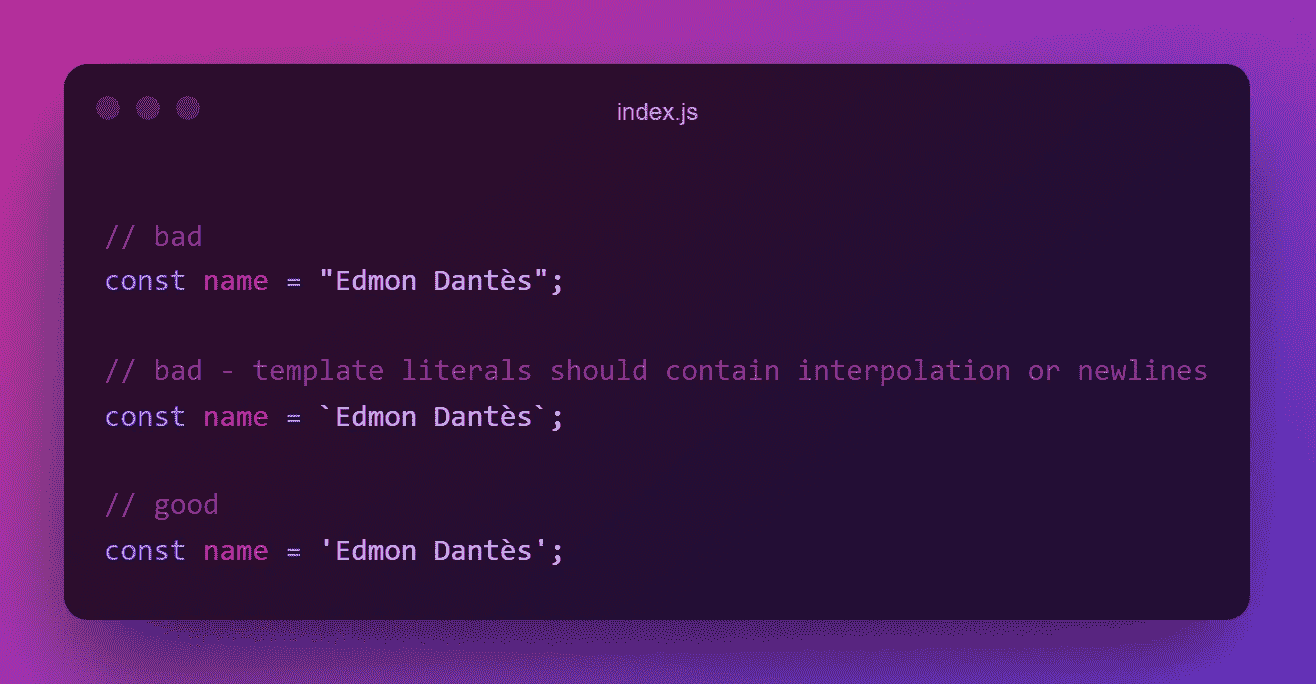 index.js
// bad
const name = "Edmon Dantès";
// bad - template literals should contain interpolation or newlines
const name = `Edmon Dantès`;
// good
const name = 'Edmon Dantès';